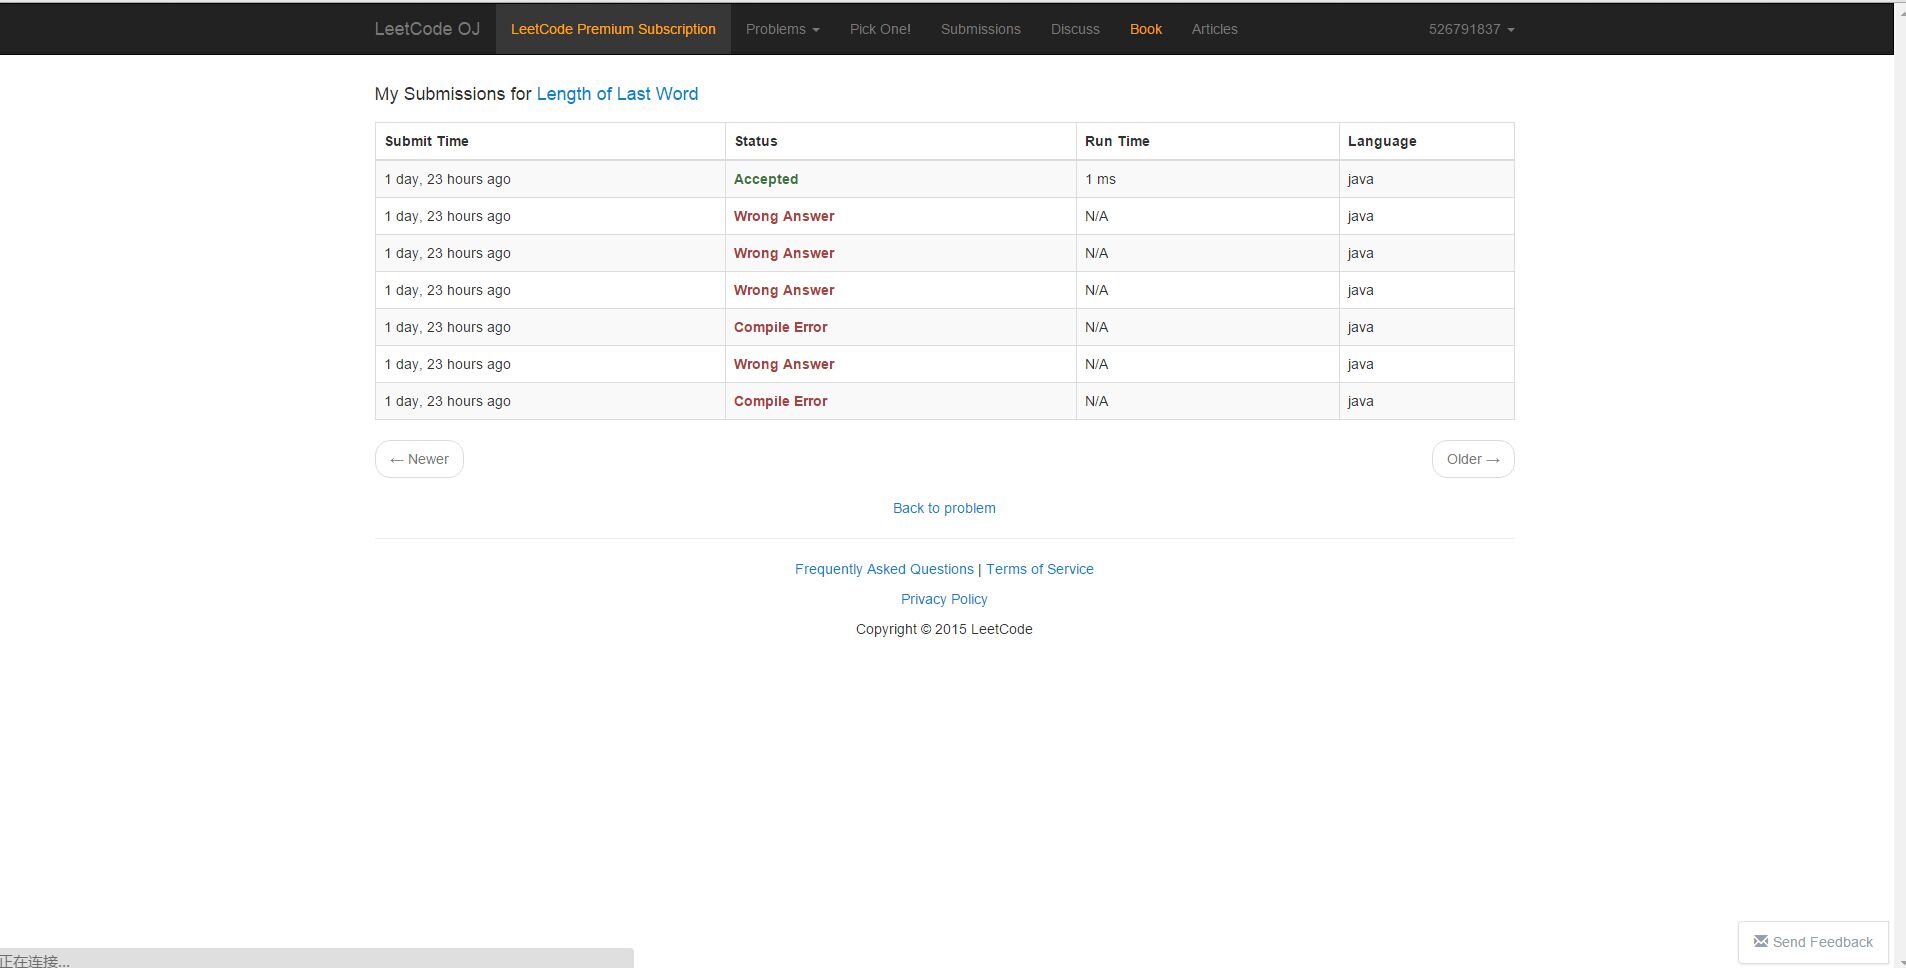 LeetCode OJ LeetCode Premium Subscription Problems Pick One! Submissions Discuss Book Articles 526791837
My Submissions for Length of Last Word
Submit Time Status Run Time Language
1 day, 23 hours ago Accepted 1 ms java
1 day, 23 hours ago Wrong Answer N/A java
1 day, 23 hours ago Wrong Answer N/A java
1 day, 23 hours ago Wrong Answer N/A java
1 day, 23 hours ago Compile Error N/A java
1 day, 23 hours ago Wrong Answer N/A java
1 day, 23 hours ago Compile Error N/A java
← Newer Older →
Back to problem
Frequently Asked Questions | Terms of Service
Privacy Policy
Copyright © 2015 LeetCode
Send Feedback
正在连接...